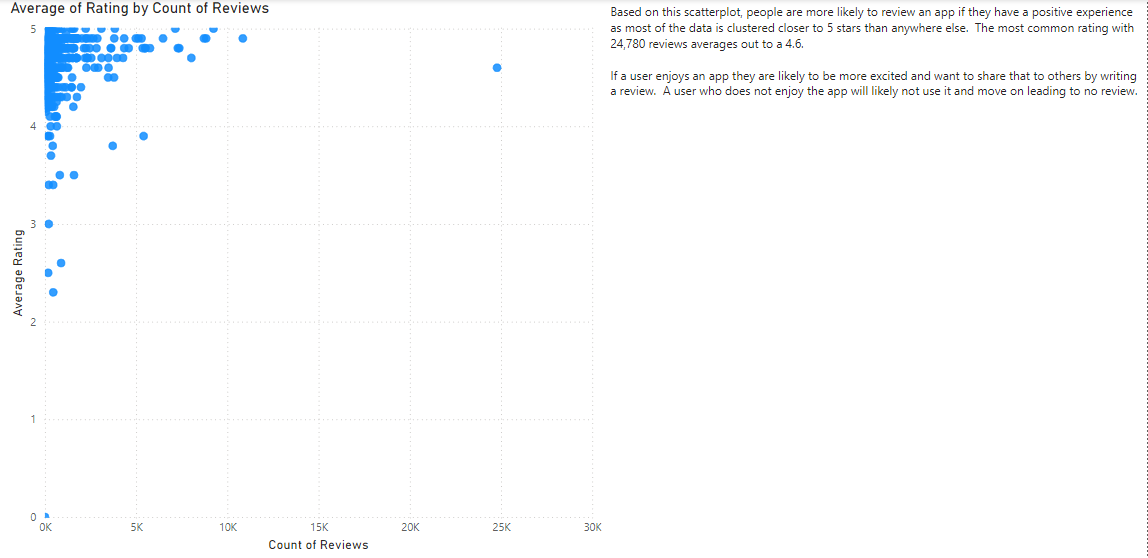 Average of Rating by Count of Reviews
5
4
3
2
1
0
Average Rating
0K
5K
10K
15K
20K
25K
30K
Count of Reviews
Based on this scatterplot, people are more likely to review an app if they have a positive experience
as most of the data is clustered closer to 5 stars than anywhere else. The most common rating with
24,780 reviews averages out to a 4.6.
If a user enjoys an app they are likely to be more excited and want to share that to others by writing
a review. A user who does not enjoy the app will likely not use it and move on leading to no review.